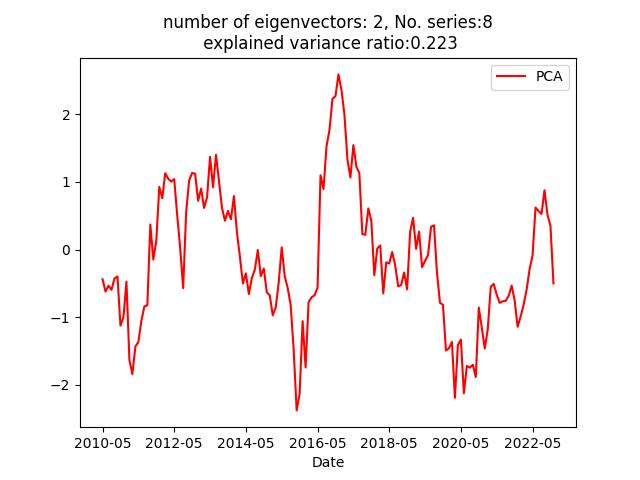 number of eigenvectors: 2, No. series:8
explained variance ratio:0.223
PCA
2
1
0
−1
−2
2010-05 2012-05 2014-05 2016-05 2018-05 2020-05 2022-05
Date